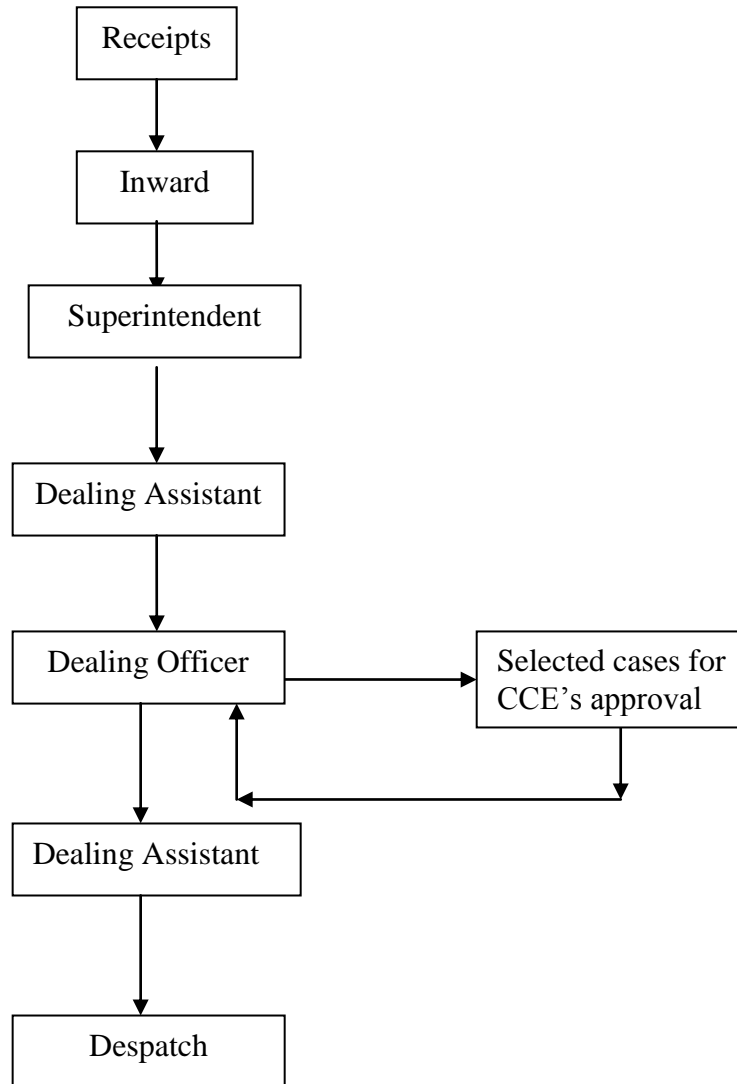 Receipts
Inward
Superintendent
Dealing Assistant
Dealing Officer
Selected cases for
CCE’s approval
Dealing Assistant
Despatch